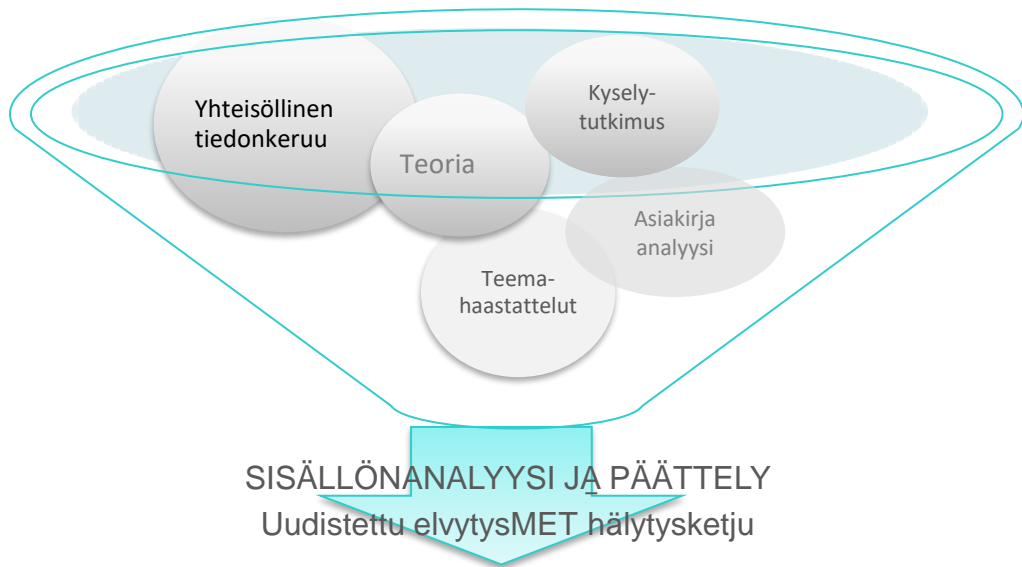 Yhteisöllinen
tiedonkeruu
Teoria
Kysely-
tutkimus
Asiakirja
analyysi
Teema-
haastattelut
SISÄLLÖNANALYYSI JA PÄÄTTELY
Uudistettu elvytysMET hälytysketju